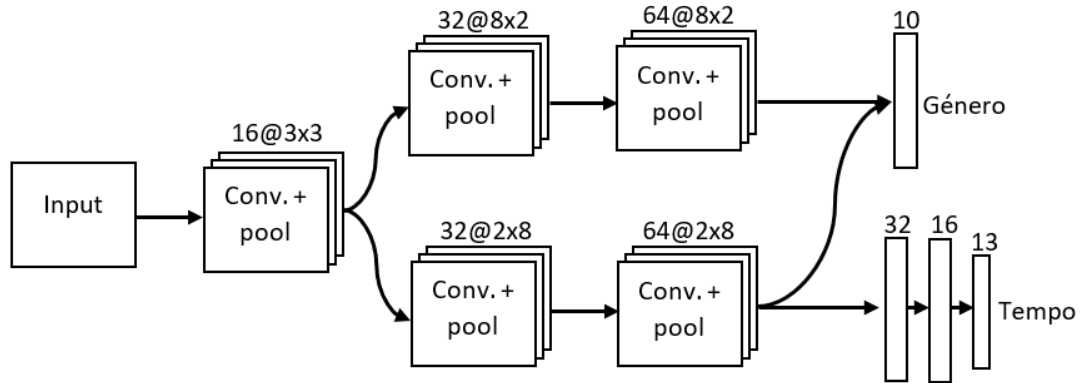 Input
16@3x3
Conv. +
pool
32@8x2
Conv. +
pool
64@8x2
Conv. +
pool
10
Género
32@2x8
Conv. +
pool
64@2x8
Conv. +
pool
32
16
13
Tempo